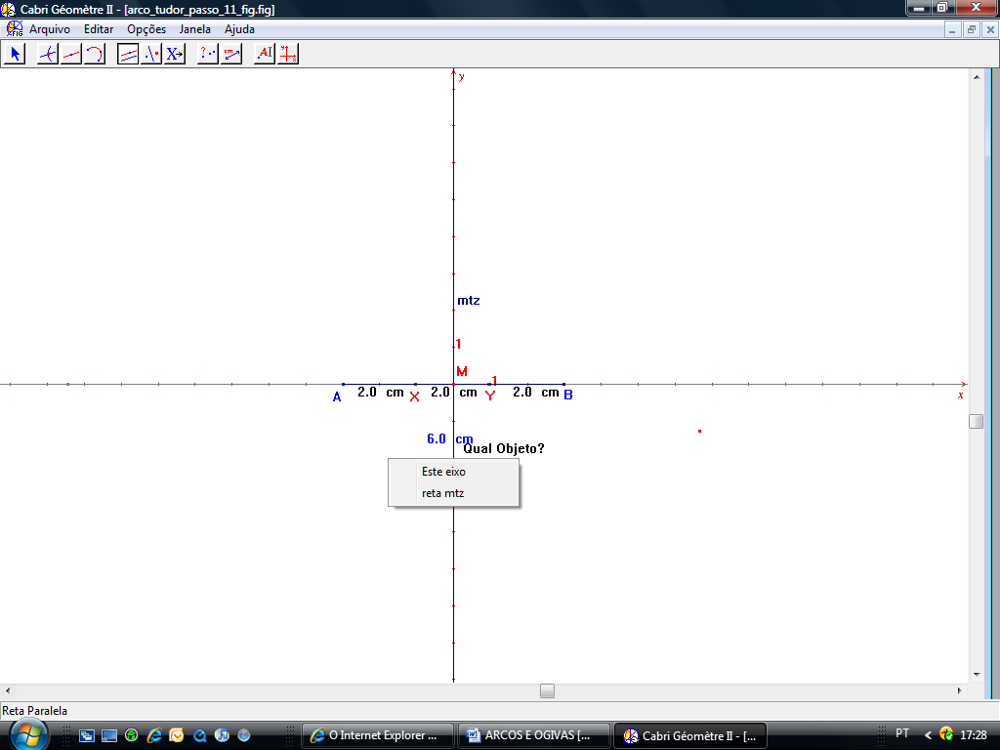 Cabri Géomètre II - [arco_tudor_passo_11_fig.fig]
Arquivo Editar Opções Janela Ajuda
y
mtz
1
M
1
x
A 2.0 cm X 2.0 cm Y 2.0 cm B
6.0 cm
Qual Objeto?
Este eixo
reta mtz
Reta Paralela
O Internet Explorer ... ARCOS E OGIVAS [... Cabri Géomètre II - [... PT 17:28